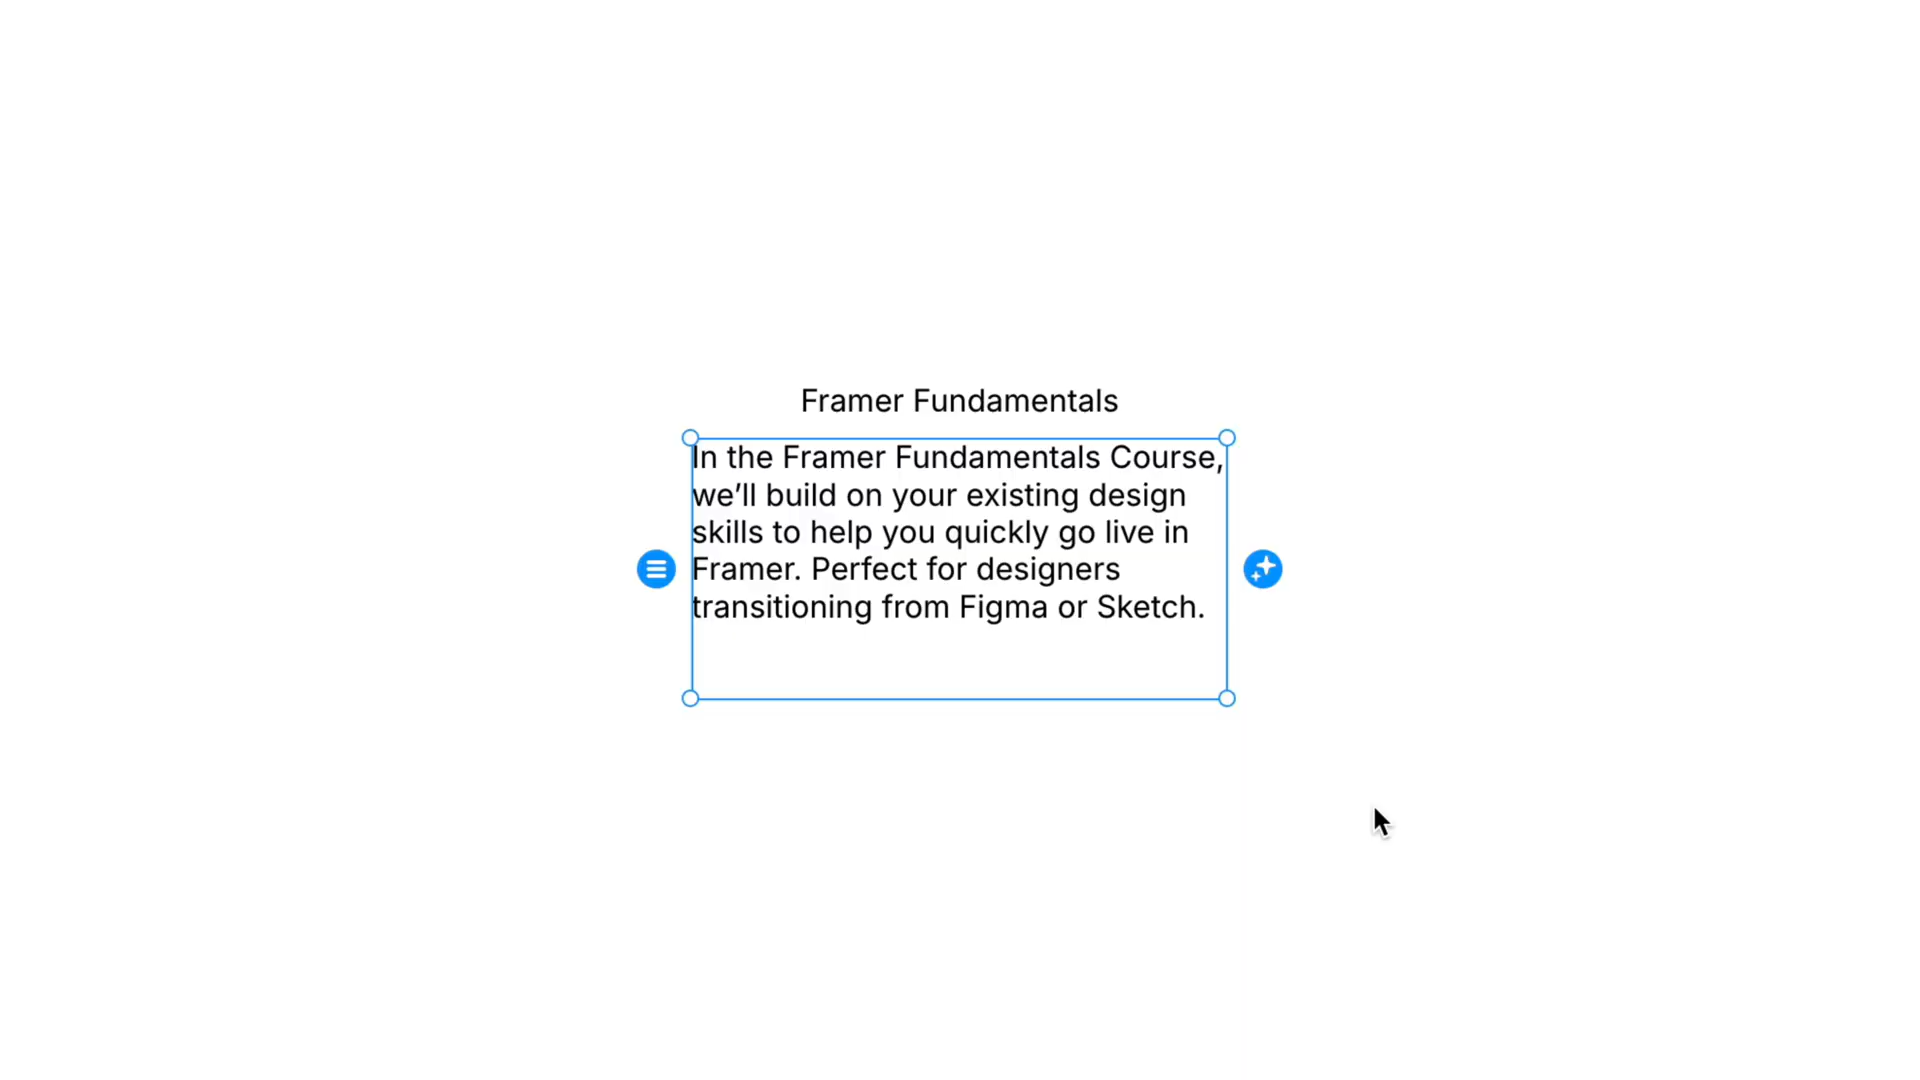 Framer Fundamentals
In the Framer Fundamentals Course,
we’ll build on your existing design
skills to help you quickly go live in
Framer. Perfect for designers
transitioning from Figma or Sketch.